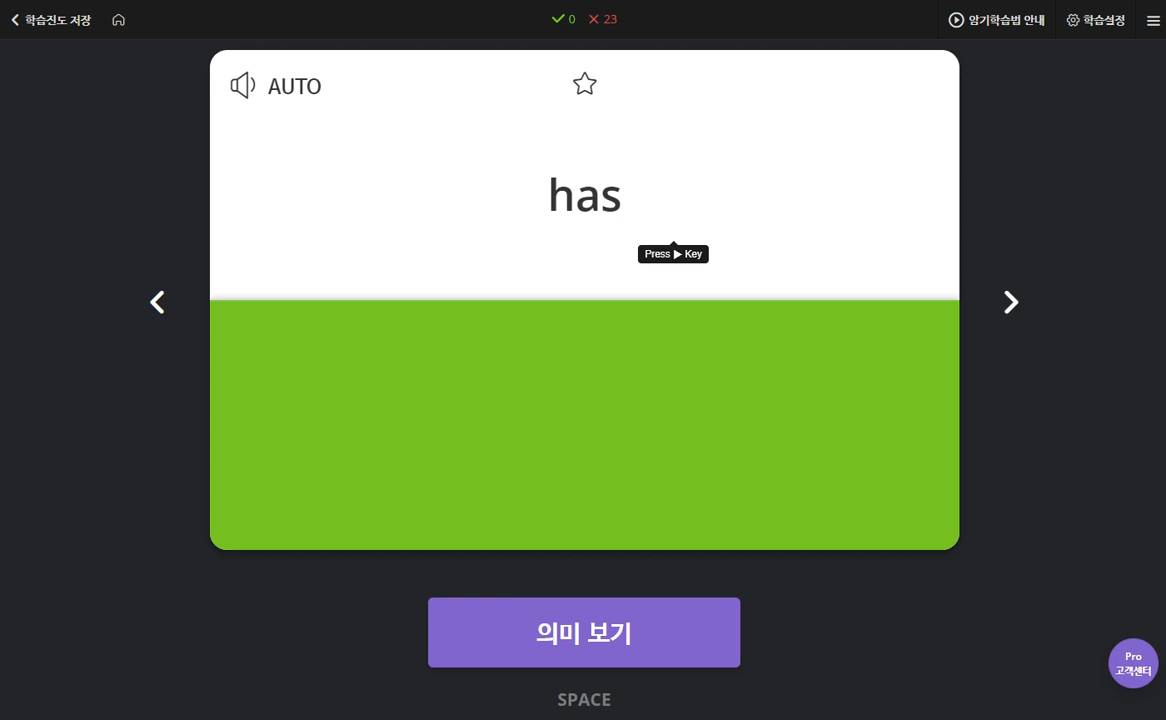 학습진도 저장
0 23
암기학습법 안내
학습설정
AUTO
has
Press ▶ Key
의미 보기
SPACE
Pro
고객센터